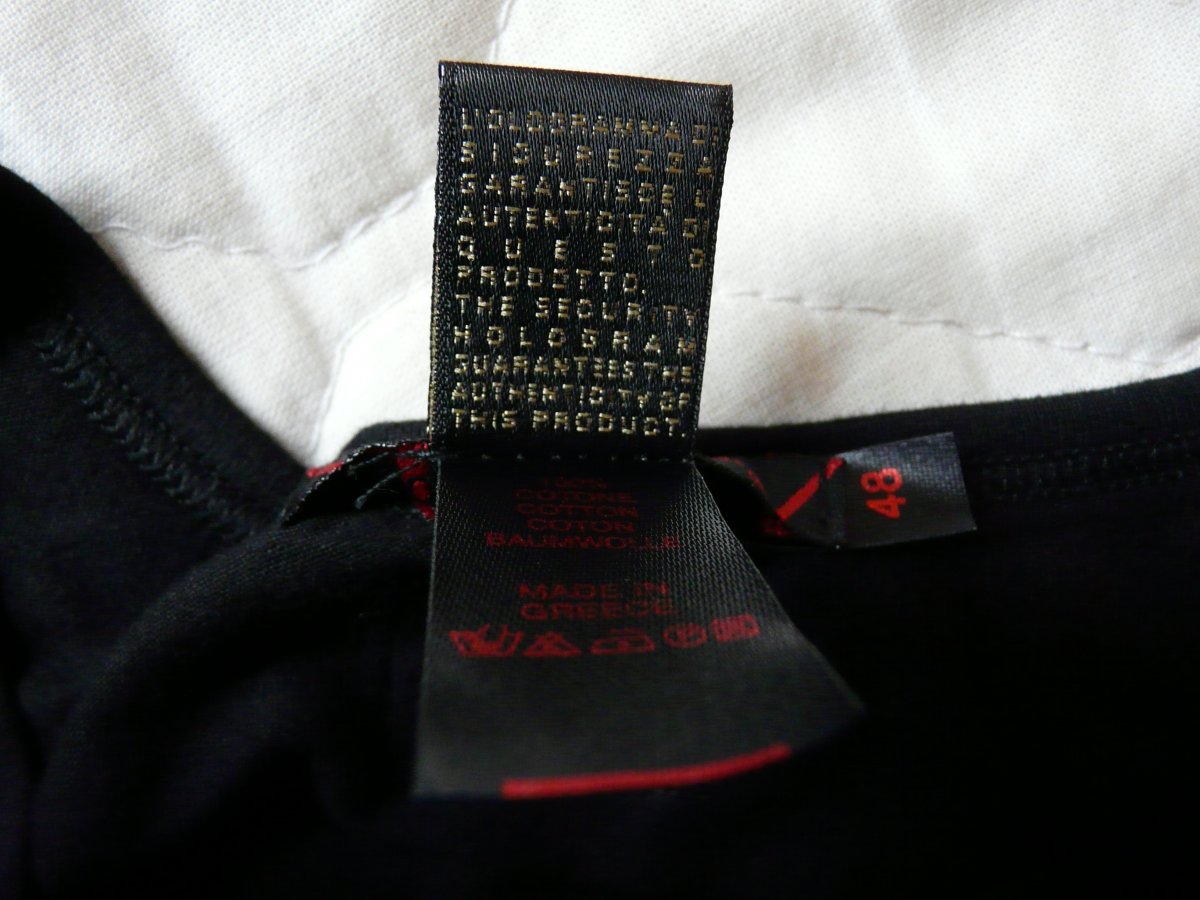 L'OLOGRAMMA DI
SICUREZZA
GARANTISCE L'
AUTENTICITA' DI
QUESTO
PRODOTTO.
THE SECURITY
HOLOGRAM
GUARANTEES THE
AUTHENTICITY OF
THIS PRODUCT.
100%
COTONE
COTTON
COTON
BAUMWOLLE
MADE IN
GREECE
48